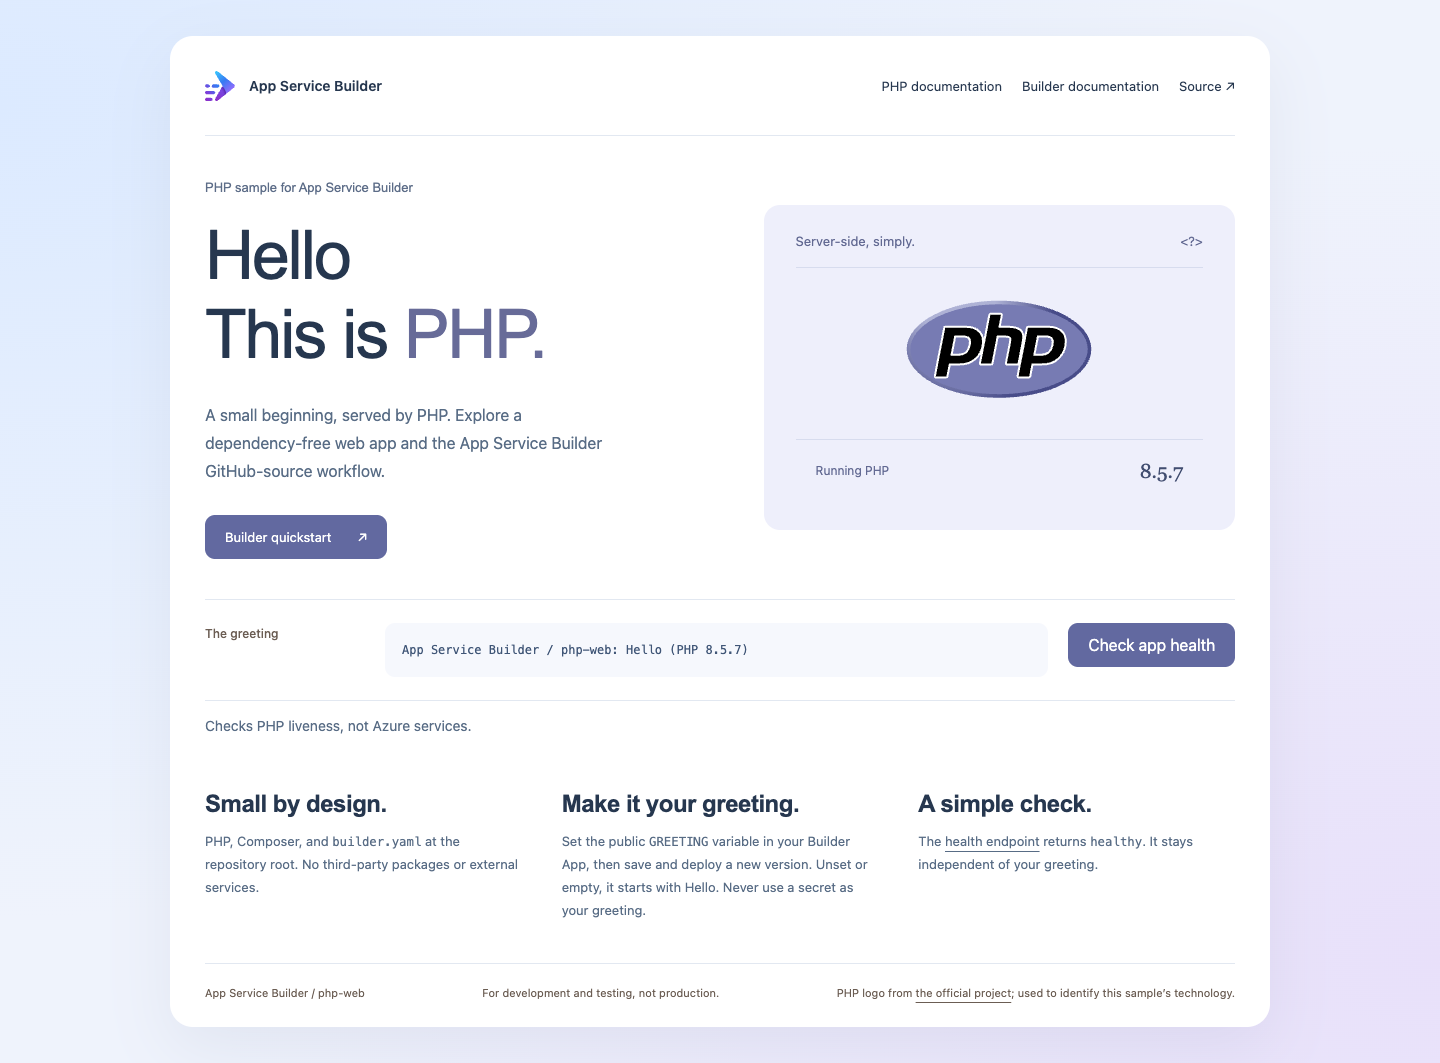 App Service Builder
PHP documentation
Builder documentation
Source ↗
PHP sample for App Service Builder
Hello
This is PHP.
A small beginning, served by PHP. Explore a
dependency-free web app and the App Service Builder
GitHub-source workflow.
Builder quickstart ↗
Server-side, simply.
<?>
php
Running PHP
8.5.7
The greeting
App Service Builder / php-web: Hello (PHP 8.5.7)
Check app health
Checks PHP liveness, not Azure services.
Small by design.
PHP, Composer, and builder.yaml at the
repository root. No third-party packages or external
services.
Make it your greeting.
Set the public GREETING variable in your Builder
App, then save and deploy a new version. Unset or
empty, it starts with Hello. Never use a secret as
your greeting.
A simple check.
The health endpoint returns healthy. It stays
independent of your greeting.
App Service Builder / php-web
For development and testing, not production.
PHP logo from the official project; used to identify this sample's technology.